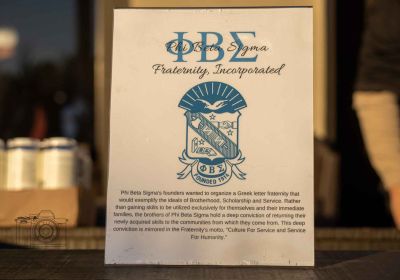 ΦΒΣ
Phi Beta Sigma
Fraternity, Incorporated
ΦΒΣ
FOUNDED 1914
Phi Beta Sigma's founders wanted to organize a Greek letter fraternity that
would exemplify the ideals of Brotherhood, Scholarship and Service. Rather
than gaining skills to be utilized exclusively for themselves and their immediate
families, the brothers of Phi Beta Sigma hold a deep conviction of returning their
newly acquired skills to the communities from which they come from. This deep
conviction is mirrored in the Fraternity's motto, "Culture For Service and Service
For Humanity."